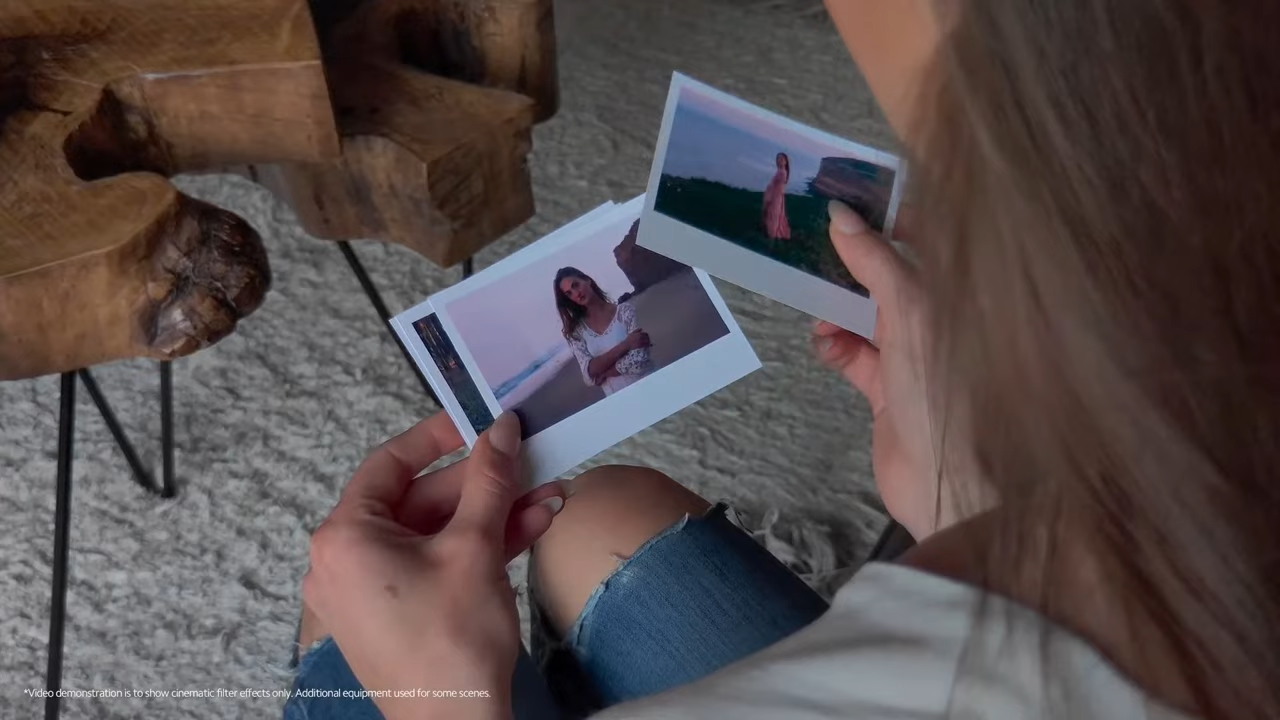 *Video demonstration is to show cinematic filter effects only. Additional equipment used for some scenes.